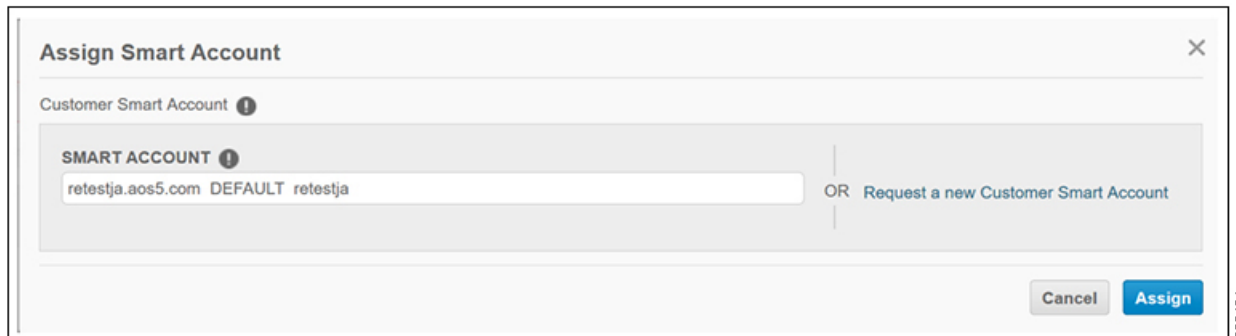 Assign Smart Account
Customer Smart Account
SMART ACCOUNT
retestja.aos5.com DEFAULT retestja
OR Request a new Customer Smart Account
Cancel Assign